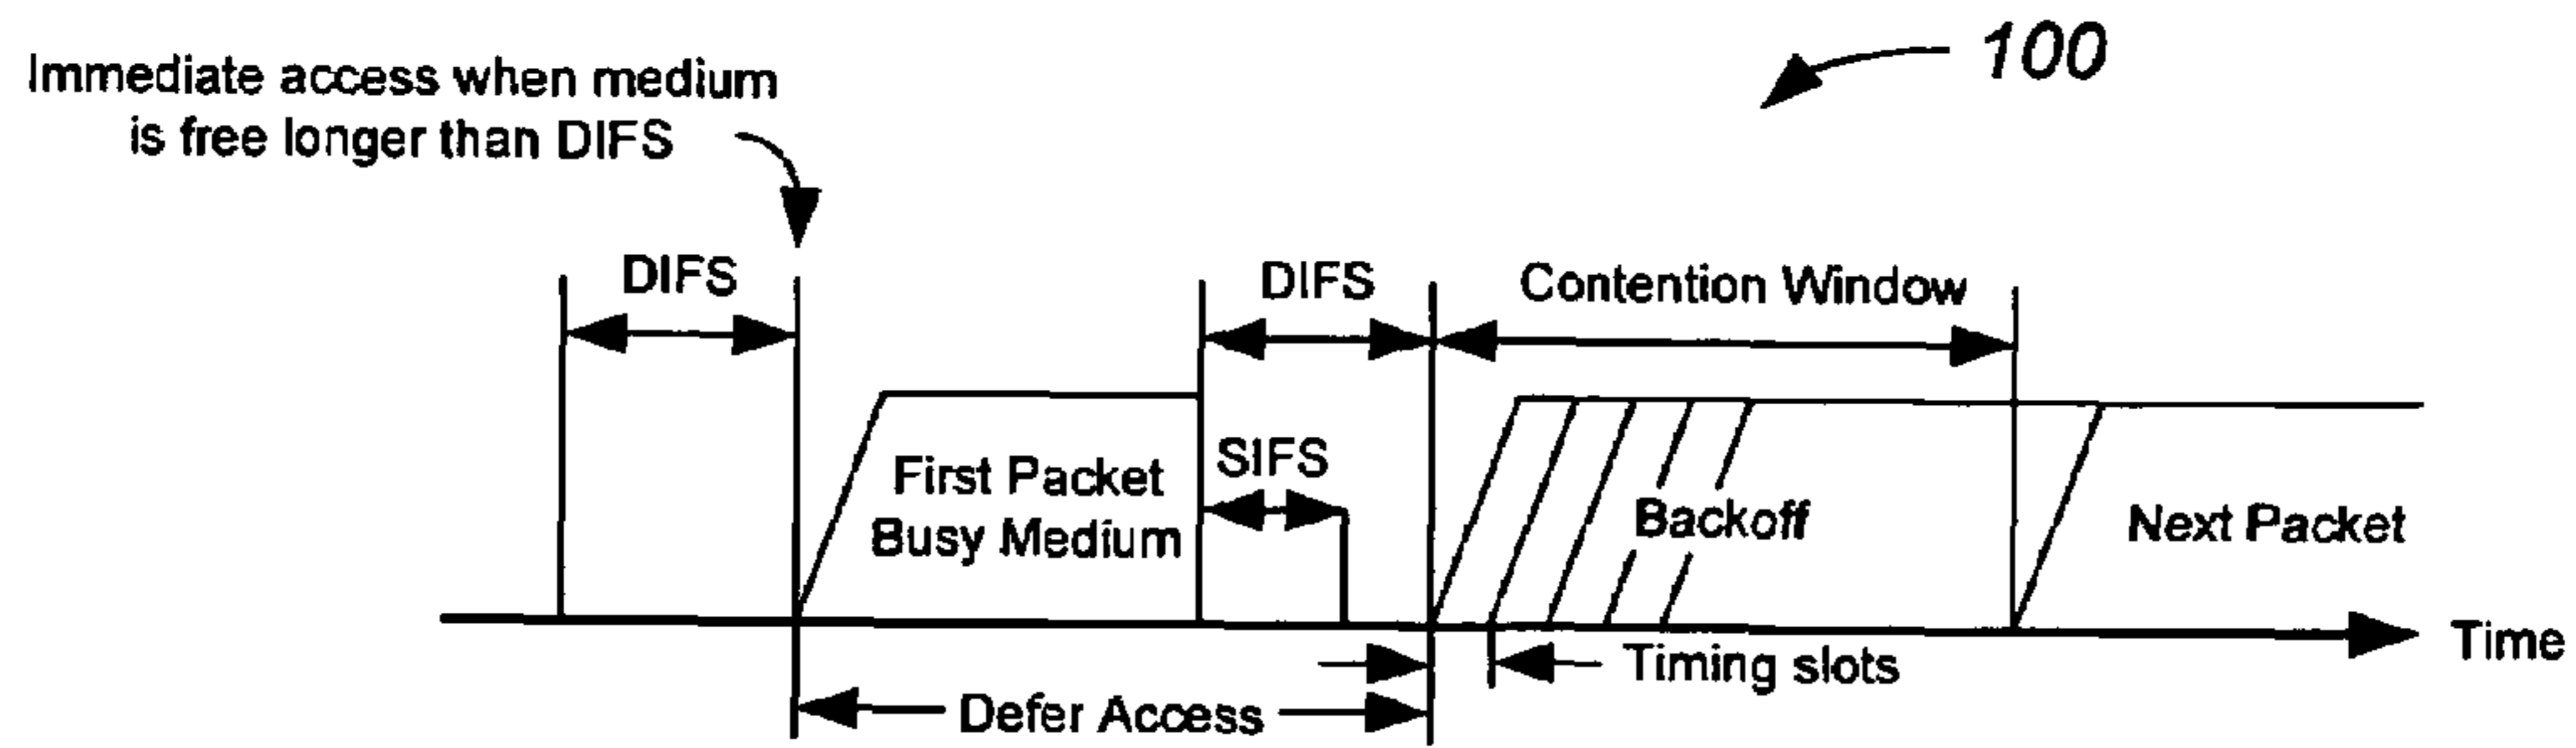 100
Immediate access when medium
is free longer than DIFS
DIFS
DIFS
Contention Window
First Packet
Busy Medium
SIFS
Backoff
Next Packet
Time
Timing slots
Defer Access